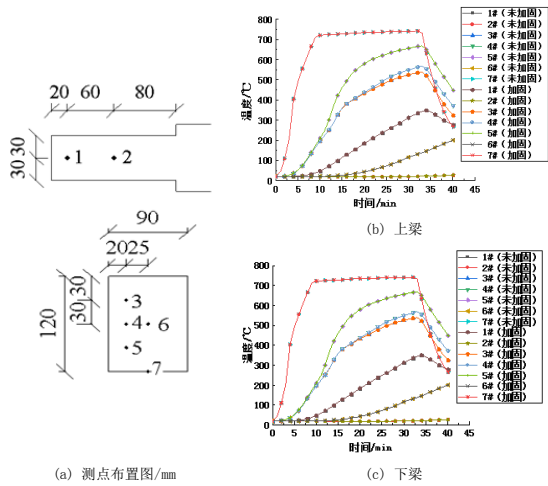 20 60 80
30
30
1
2
90
20 25
30
30
120
3
4
6
5
7
(a) 测点布置图/mm
800
700
600
500
400
300
200
100
0
温度/℃
0 5 10 15 20 25 30 35 40 45
时间/min
1#(未加固)
2#(未加固)
3#(未加固)
4#(未加固)
5#(未加固)
6#(未加固)
7#(未加固)
1#(加固)
2#(加固)
3#(加固)
4#(加固)
5#(加固)
6#(加固)
7#(加固)
(b) 上梁
800
700
600
500
400
300
200
100
0
温度/℃
0 5 10 15 20 25 30 35 40 45
时间/min
1#(未加固)
2#(未加固)
3#(未加固)
4#(未加固)
5#(未加固)
6#(未加固)
7#(未加固)
1#(加固)
2#(加固)
3#(加固)
4#(加固)
5#(加固)
6#(加固)
7#(加固)
(c) 下梁